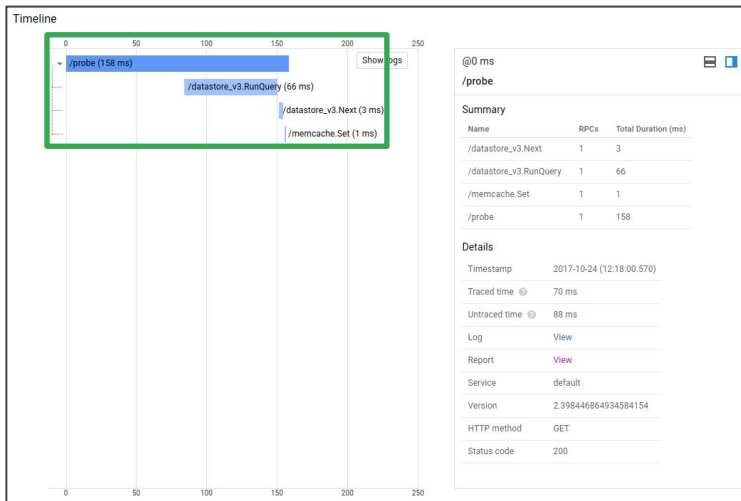 Timeline
0 50 100 150 200 250
/probe (158 ms)
Show ogs
/datastore_v3.RunQuery (66 ms)
/datastore_v3.Next (3 ms)
/memcache.Set (1 ms)
0 50 100 150 200 250
@0 ms
/probe
Summary
Name RPCs Total Duration (ms)
/datastore_v3.Next 1 3
/datastore_v3.RunQuery 1 66
/memcache.Set 1 1
/probe 1 158
Details
Timestamp 2017-10-24 (12:18:00.570)
Traced time 70 ms
Untraced time 88 ms
Log View
Report View
Service default
Version 2.398446864934584154
HTTP method GET
Status code 200